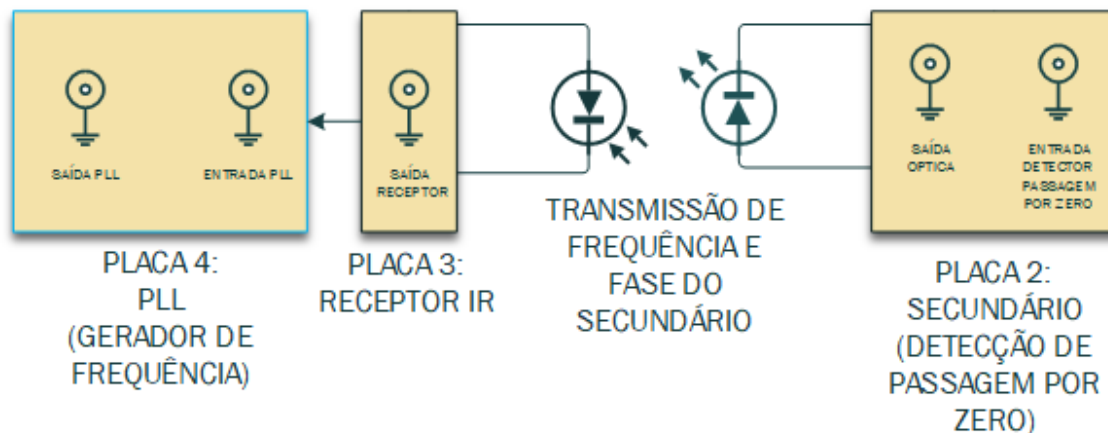 SAÍDA PLL
ENTRADA PLL
SAÍDA
RECEPTOR
SAÍDA
OPTICA
ENTRADA
DETECTOR
PASSAGEM
POR ZERO
PLACA 4:
PLL
(GERADOR DE
FREQUÊNCIA)
PLACA 3:
RECEPTOR IR
TRANSMISSÃO DE
FREQUÊNCIA E
FASE DO
SECUNDÁRIO
PLACA 2:
SECUNDÁRIO
(DETECÇÃO DE
PASSAGEM POR
ZERO)